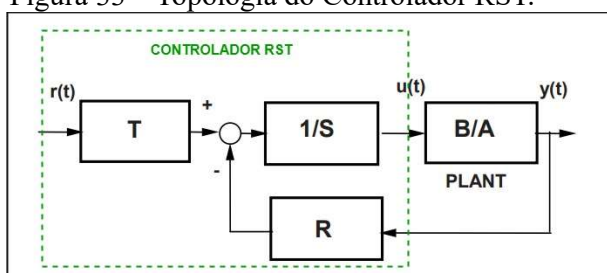 Figura 33 – Topologia do Controlador RST.
CONTROLADOR RST
r(t)
+
T
-
1/S
u(t)
B/A
y(t)
PLANT
R